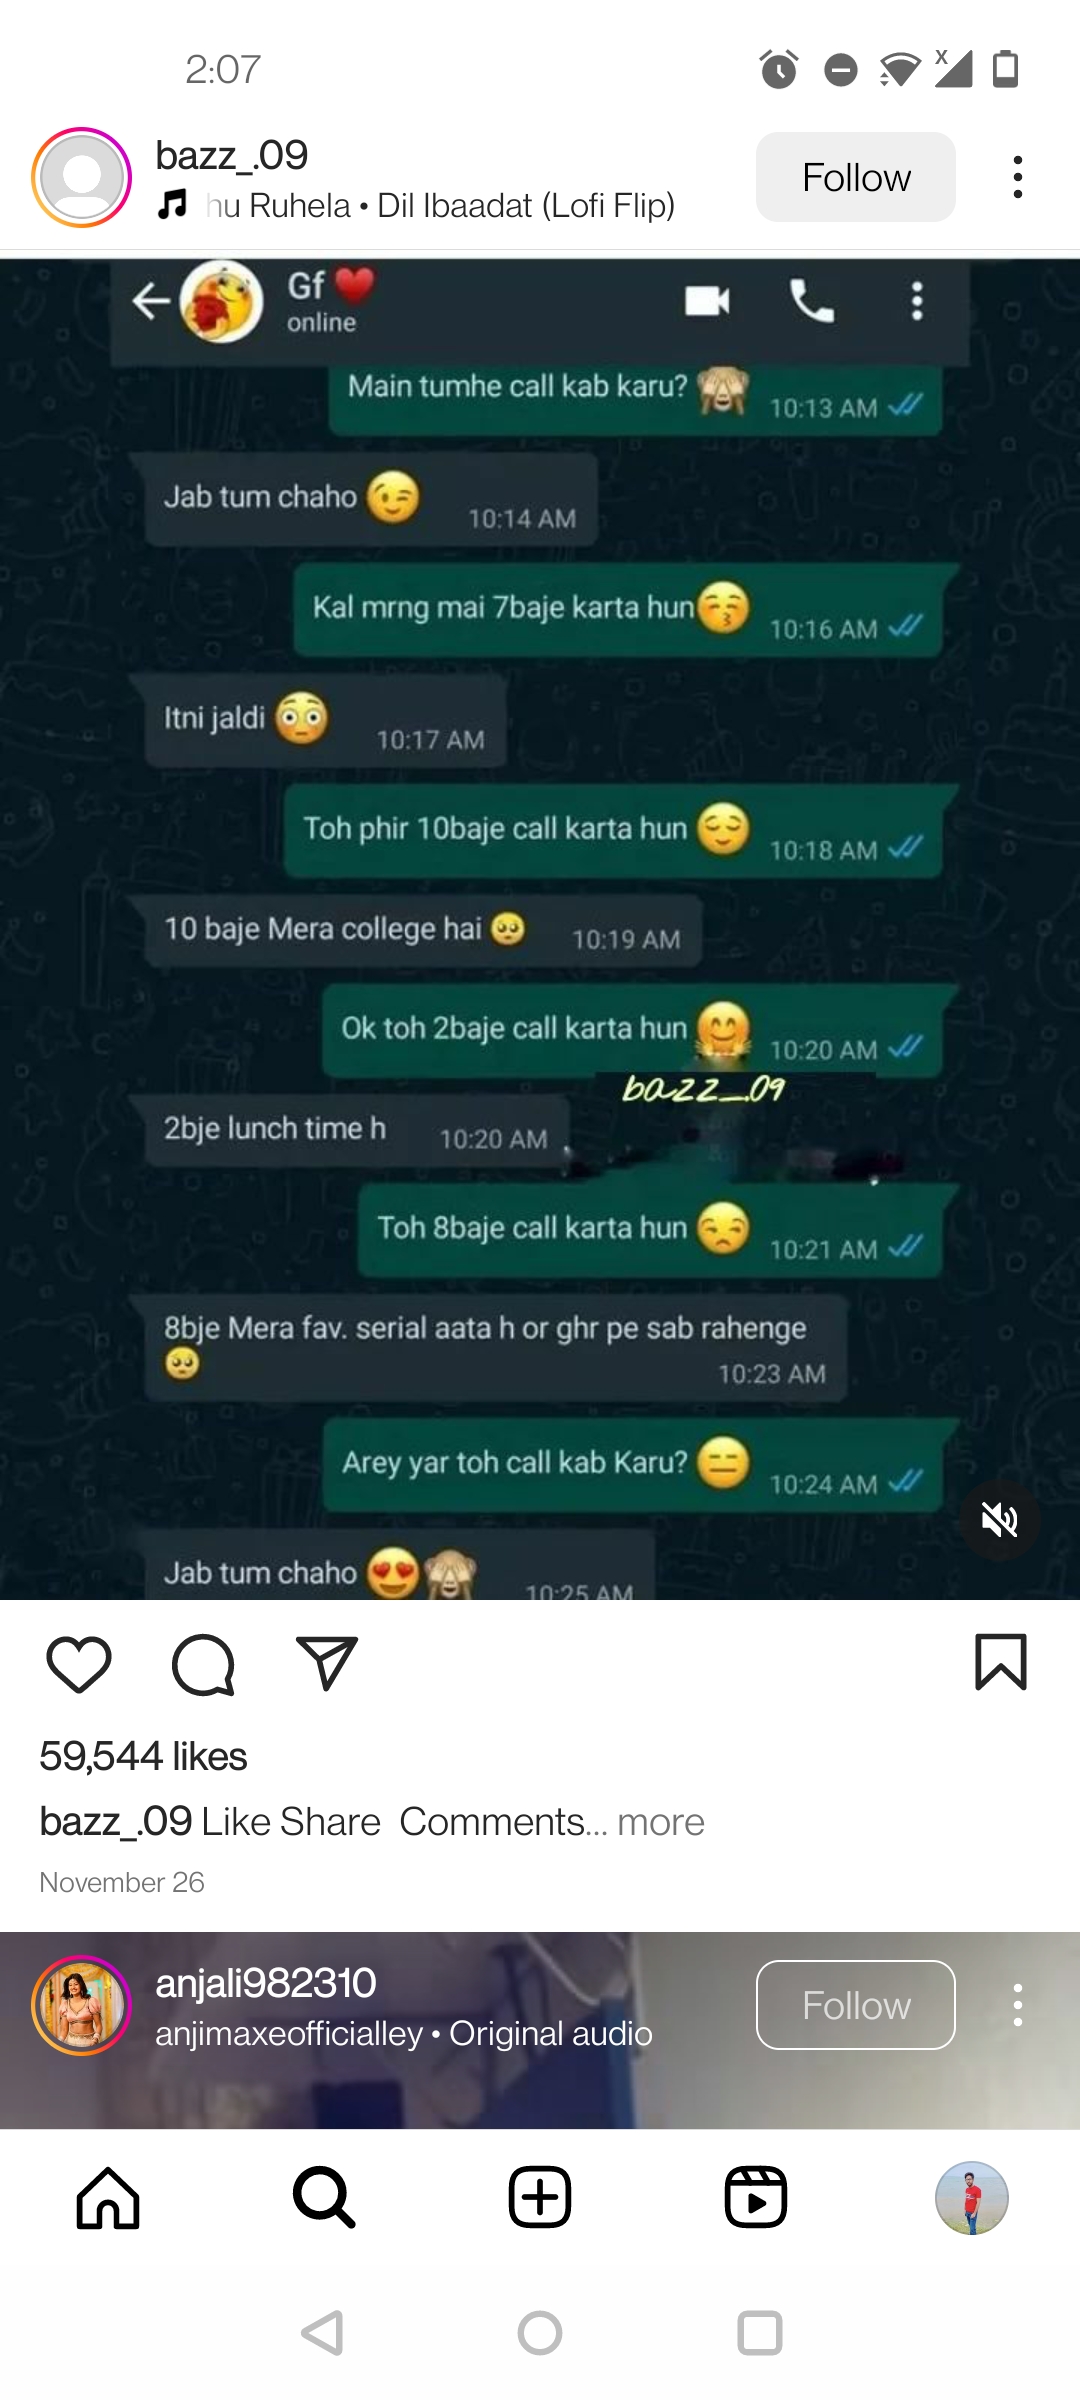 2:07
bazz_.09
hu Ruhela • Dil Ibaadat (Lofi Flip)
Follow
Gf ❤️
online
Main tumhe call kab karu? 🙈 10:13 AM
Jab tum chaho 😉 10:14 AM
Kal mrng mai 7baje karta hun😚 10:16 AM
Itni jaldi 😳 10:17 AM
Toh phir 10baje call karta hun 😌 10:18 AM
10 baje Mera college hai 🥺 10:19 AM
Ok toh 2baje call karta hun 🤗 10:20 AM
bazz_.09
2bje lunch time h 10:20 AM
Toh 8baje call karta hun 😒 10:21 AM
8bje Mera fav. serial aata h or ghr pe sab rahenge
🥺 10:23 AM
Arey yar toh call kab Karu? 😑 10:24 AM
Jab tum chaho 😍🙈 10:25 AM
59,544 likes
bazz_.09 Like Share Comments... more
November 26
anjali982310
anjimaxeofficialley • Original audio
Follow